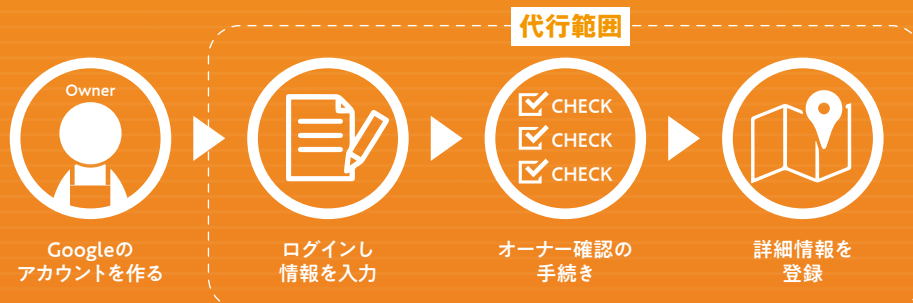 代行範囲
Owner
CHECK
CHECK
CHECK
Googleの
アカウントを作る
ログインし
情報を入力
オーナー確認の
手続き
詳細情報を
登録